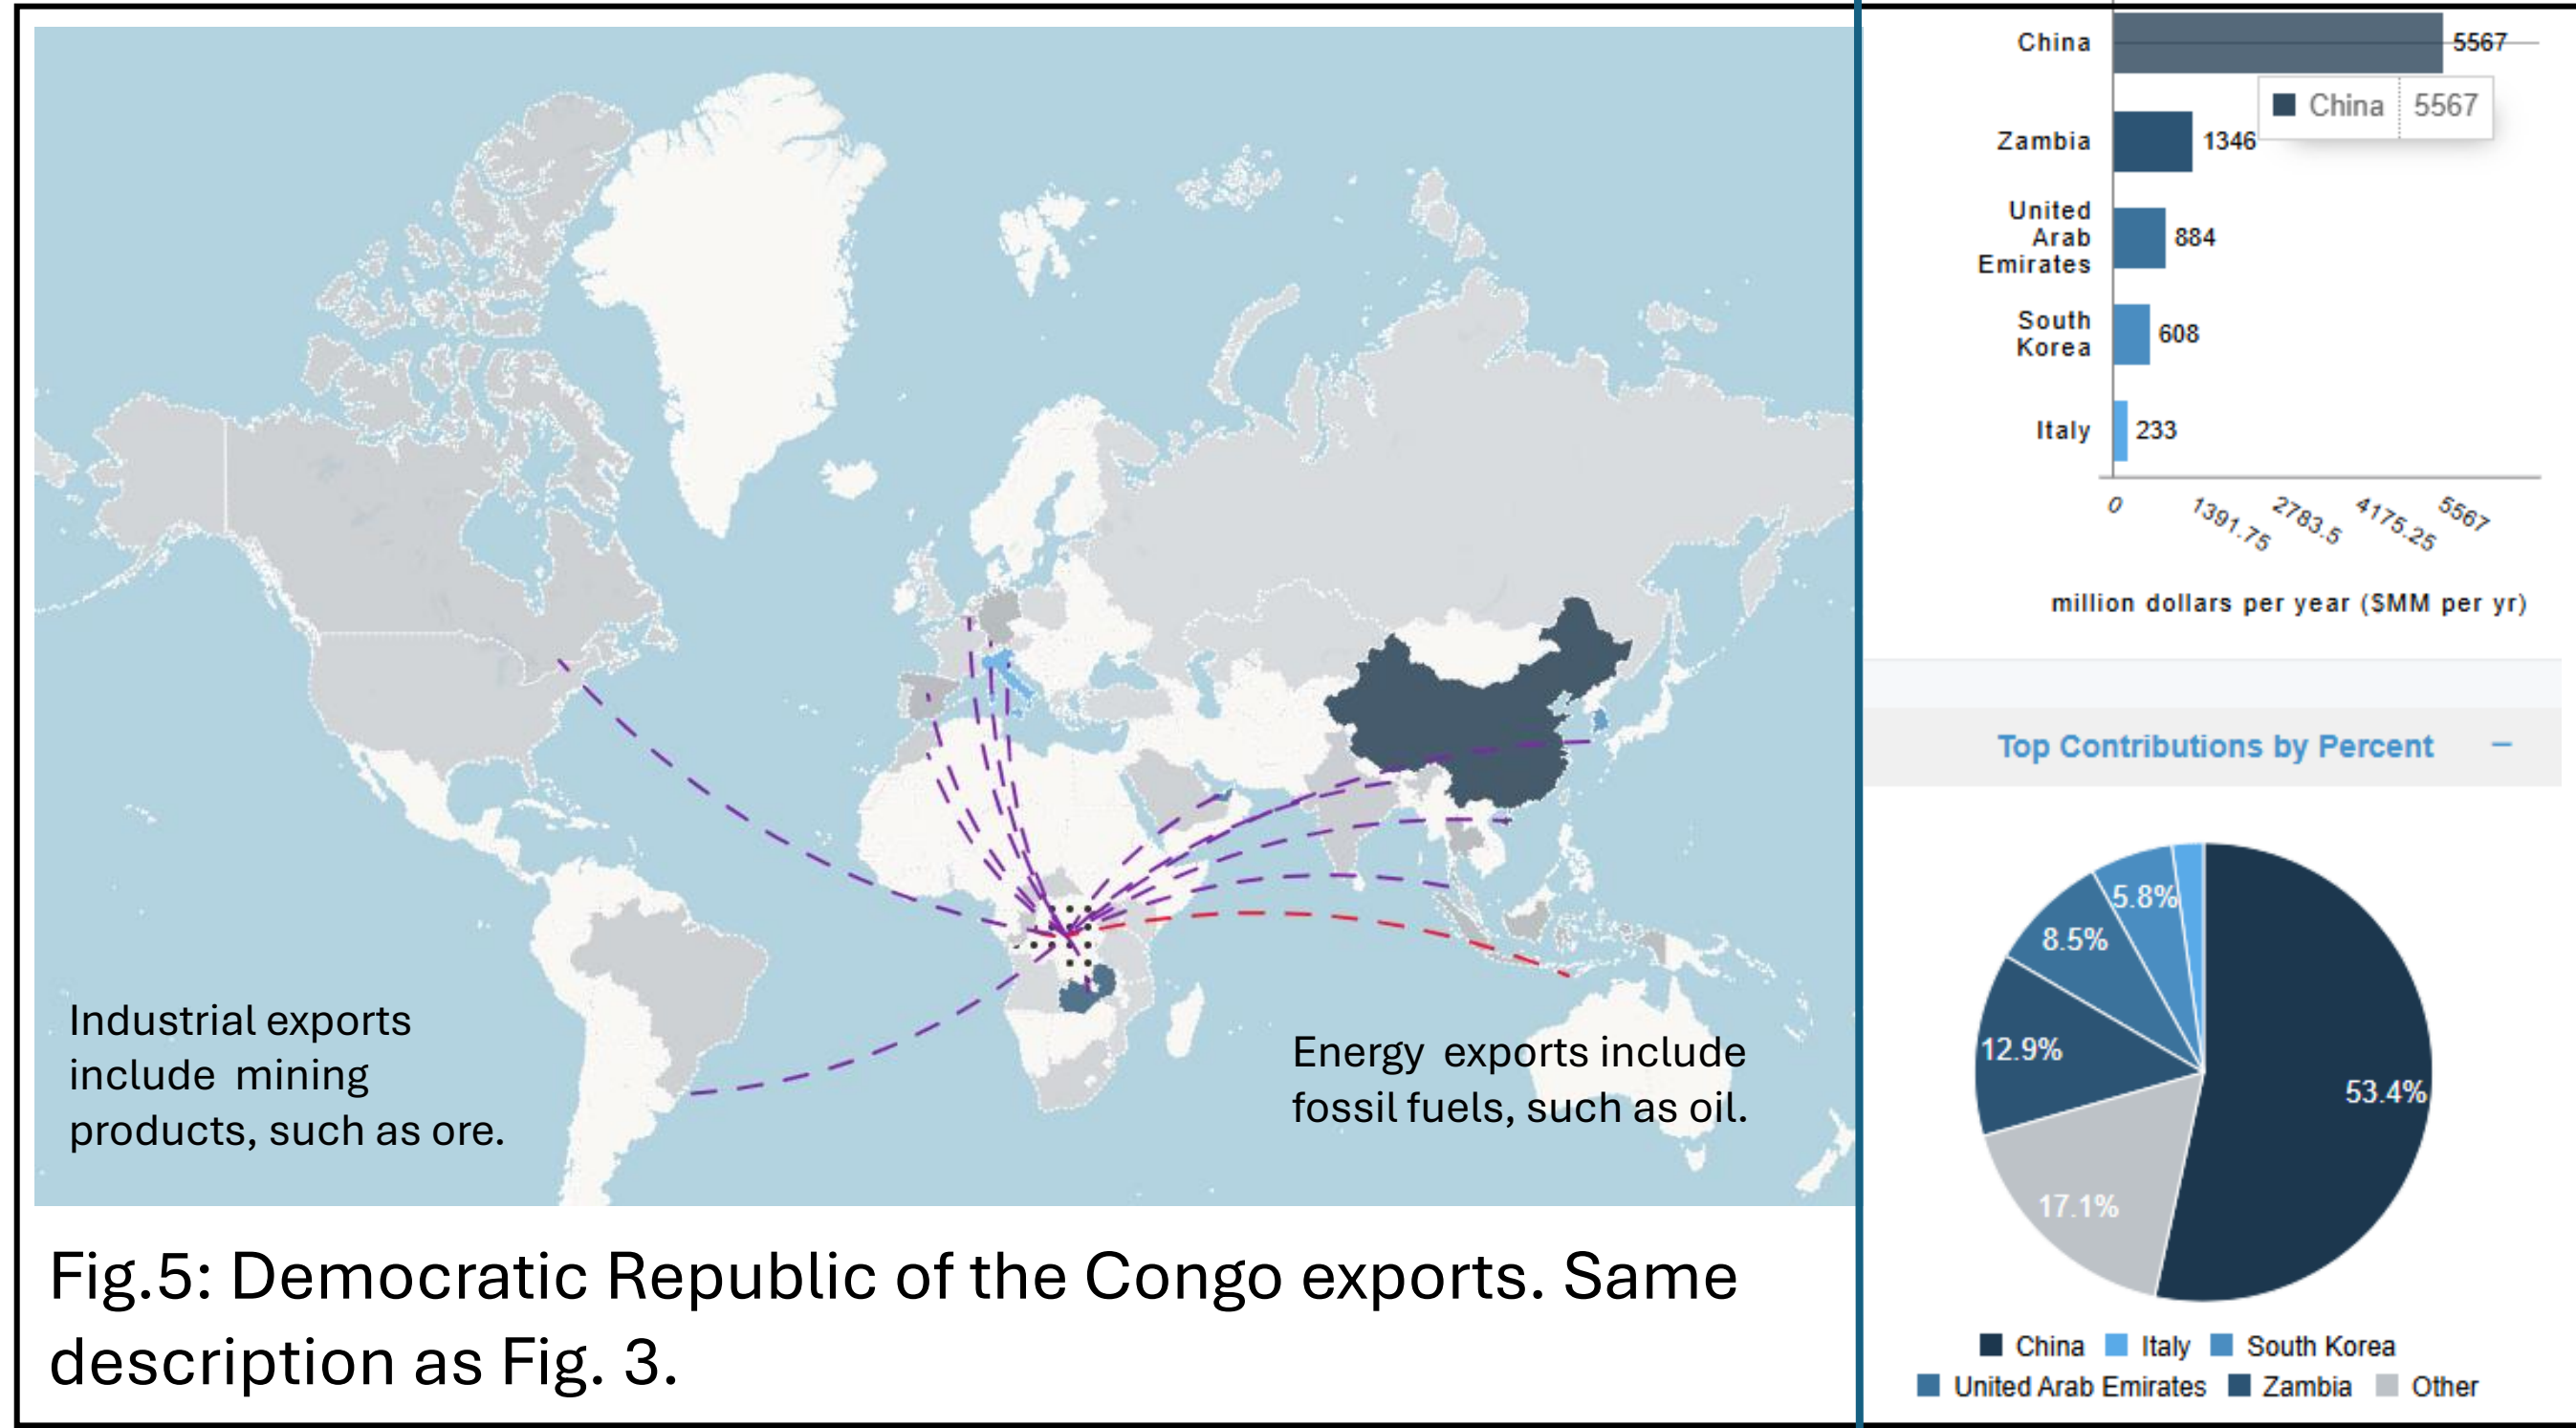 Industrial exports
include mining
products, such as ore.
Energy exports include
fossil fuels, such as oil.
Fig.5: Democratic Republic of the Congo exports. Same
description as Fig. 3.
China
5567
China 5567
Zambia
1346
United
Arab
Emirates
884
South
Korea
608
Italy
233
0 1391.75 2783.5 4175.25 5567
million dollars per year ($MM per yr)
Top Contributions by Percent −
5.8%
8.5%
12.9%
53.4%
17.1%
China Italy South Korea
United Arab Emirates Zambia Other